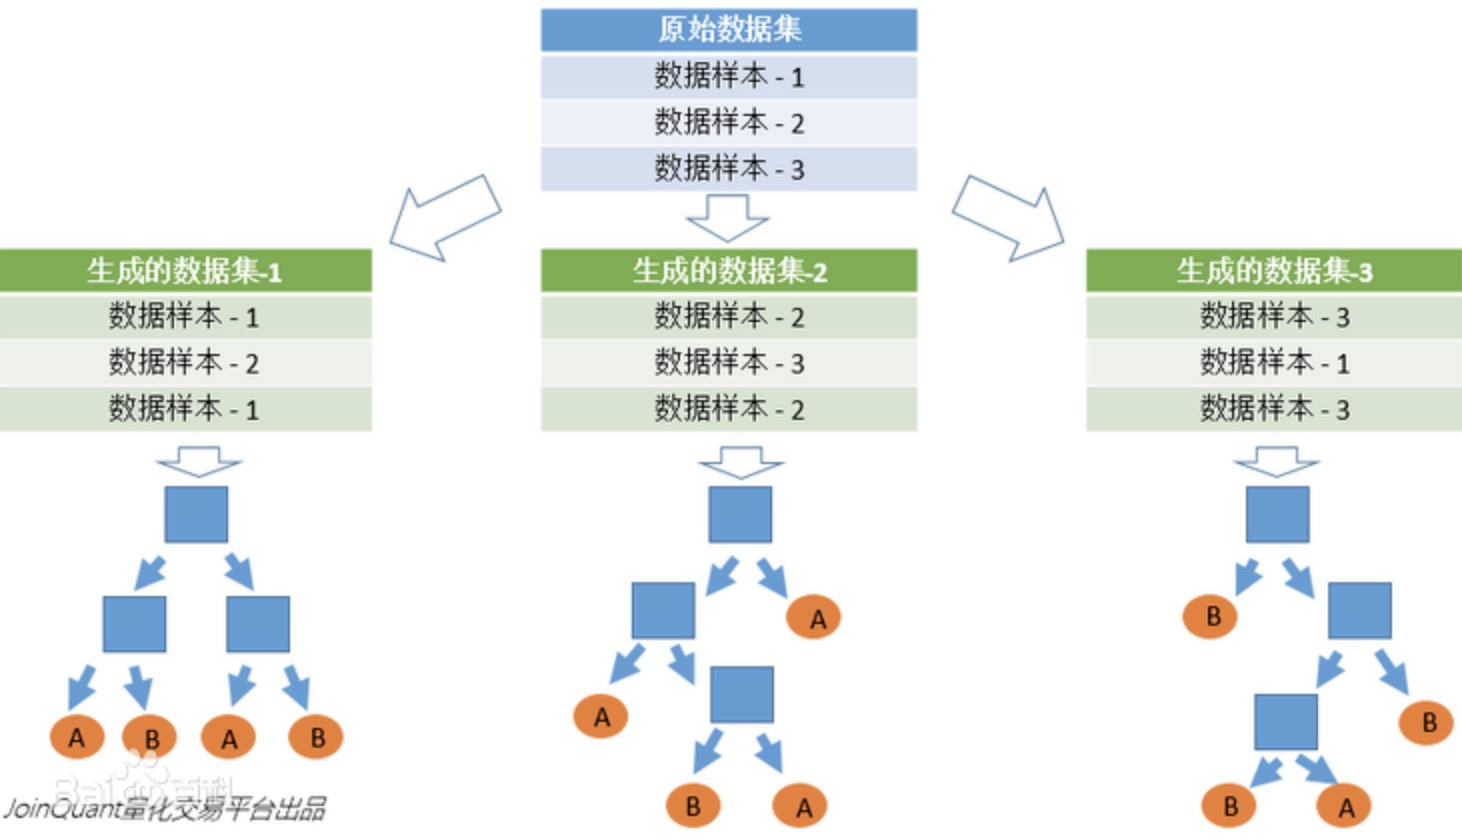 原始数据集
数据样本 - 1
数据样本 - 2
数据样本 - 3
生成的数据集-1
数据样本 - 1
数据样本 - 2
数据样本 - 1
生成的数据集-2
数据样本 - 2
数据样本 - 3
数据样本 - 2
生成的数据集-3
数据样本 - 3
数据样本 - 1
数据样本 - 3
A B A B
A
A
B A
B
B
B A
Bai百科
JoinQuant量化交易平台出品